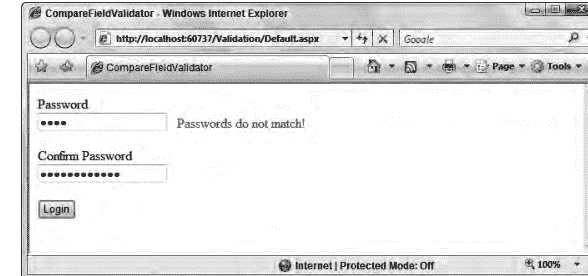 CompareFieldValidator - Windows Internet Explorer
http://localhost:60737/Validation/Default.aspx
Google
CompareFieldValidator
Page
Tools
Password
Passwords do not match!
Confirm Password
Login
Internet | Protected Mode: Off
100%